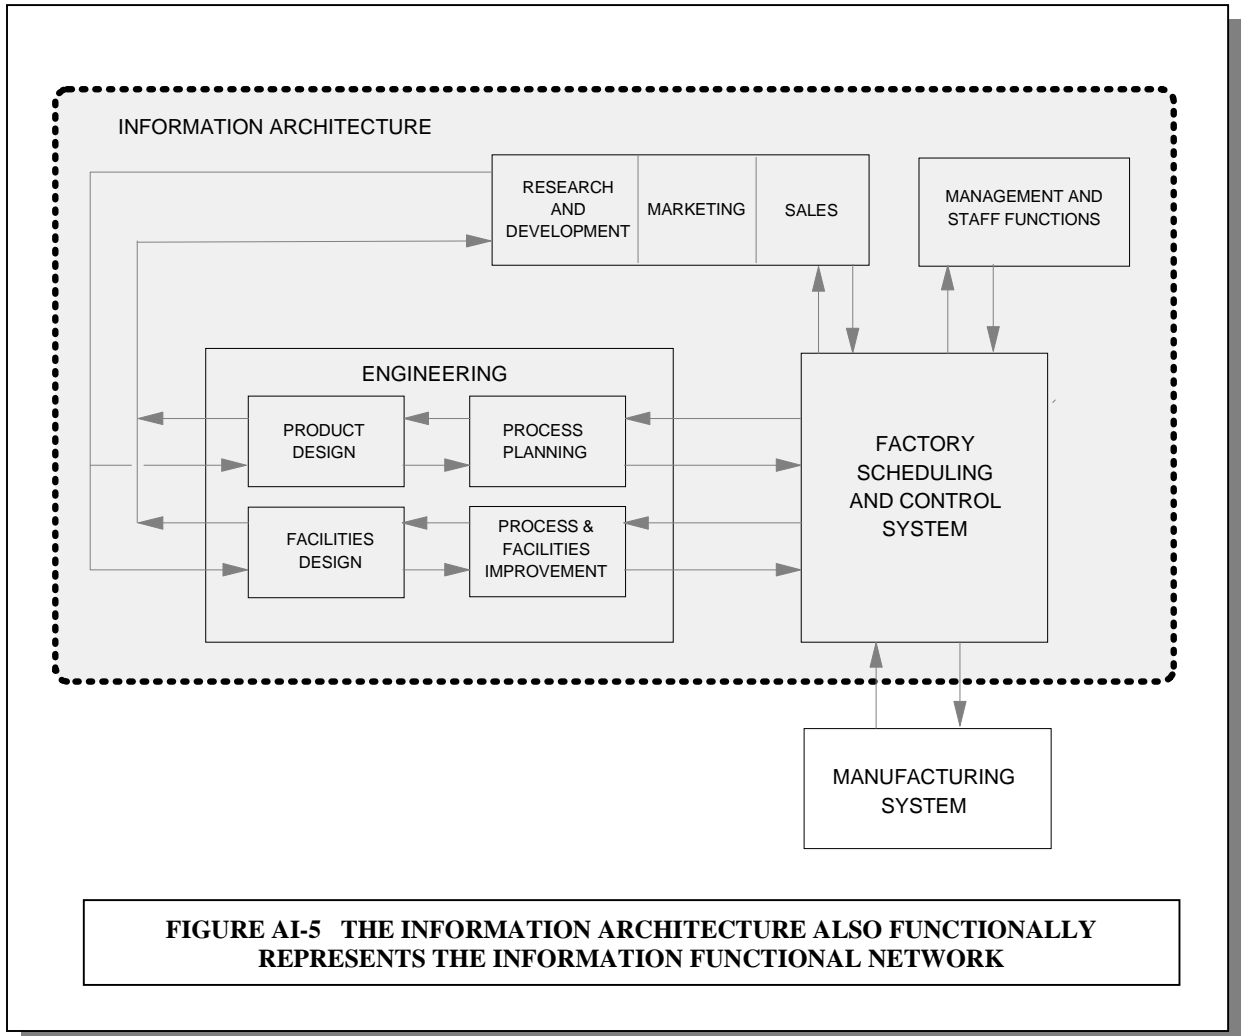 INFORMATION ARCHITECTURE
RESEARCH
AND
DEVELOPMENT
MARKETING
SALES
MANAGEMENT AND
STAFF FUNCTIONS
ENGINEERING
PRODUCT
DESIGN
PROCESS
PLANNING
FACILITIES
DESIGN
PROCESS &
FACILITIES
IMPROVEMENT
FACTORY
SCHEDULING
AND CONTROL
SYSTEM
MANUFACTURING
SYSTEM
FIGURE AI-5 THE INFORMATION ARCHITECTURE ALSO FUNCTIONALLY
REPRESENTS THE INFORMATION FUNCTIONAL NETWORK